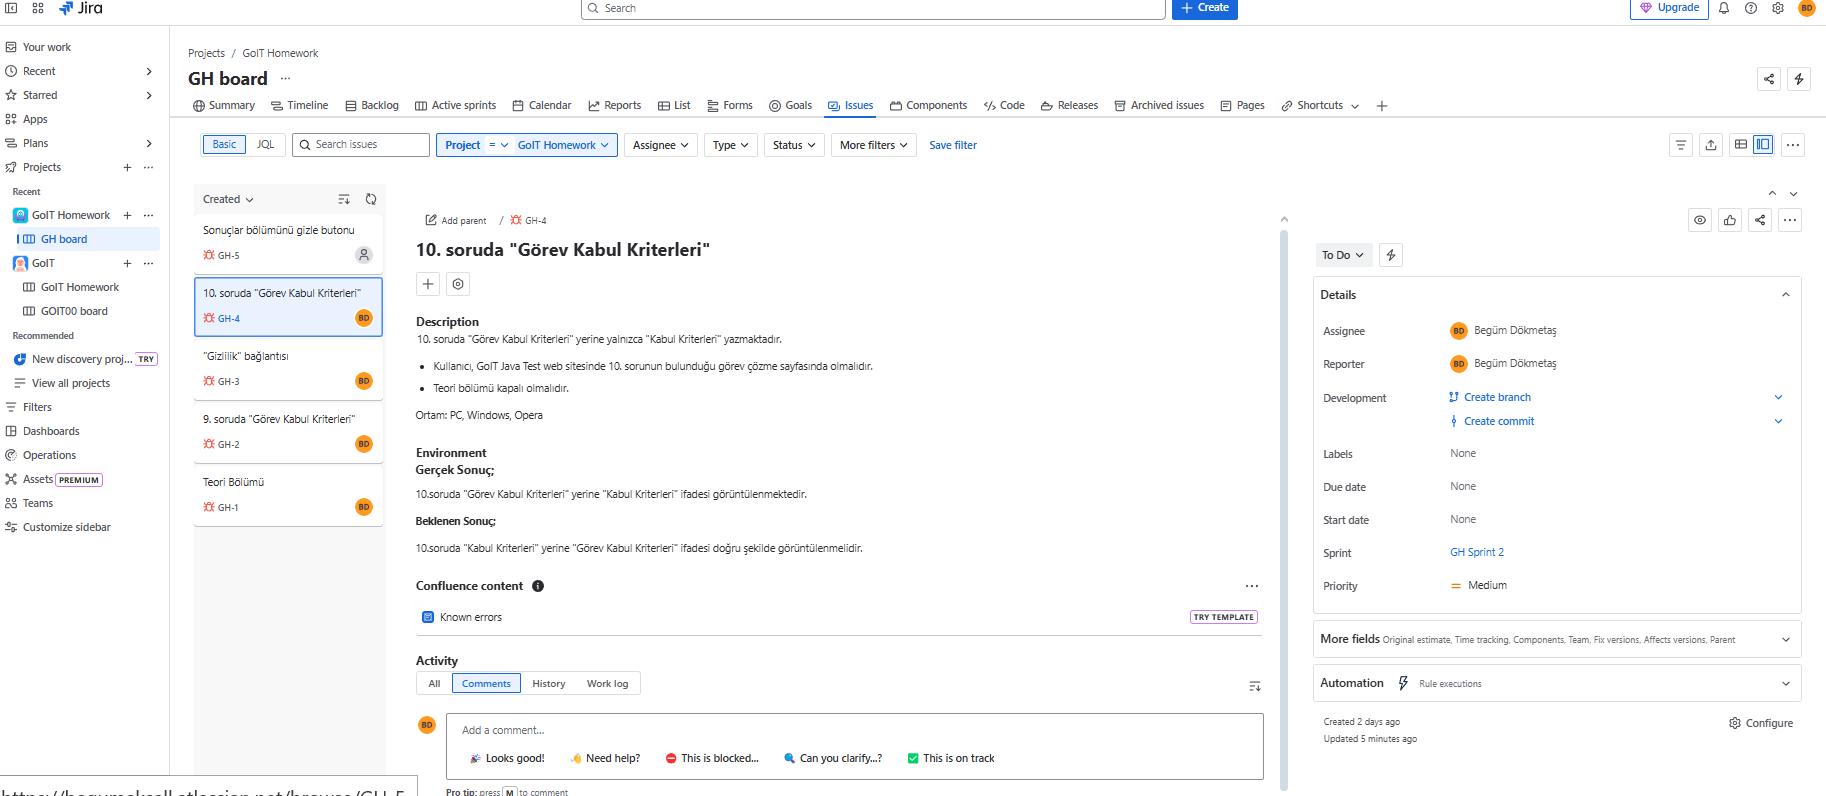 Jira
Search
Create
Upgrade
BD
Your work
Recent
Starred
Apps
Plans
Projects
Recent
GoIT Homework
GH board
GoIT
GoIT Homework
GOIT00 board
Recommended
New discovery proj... TRY
View all projects
Filters
Dashboards
Operations
Assets PREMIUM
Teams
Customize sidebar
Projects / GoIT Homework
GH board
Summary Timeline Backlog Active sprints Calendar Reports List Forms Goals Issues Components Code Releases Archived issues Pages Shortcuts
Basic JQL Search issues Project = GoIT Homework Assignee Type Status More filters Save filter
Created
Sonuçlar bölümünü gizle butonu
GH-5
10. soruda "Görev Kabul Kriterleri"
GH-4 BD
"Gizlilik" bağlantısı
GH-3 BD
9. soruda "Görev Kabul Kriterleri"
GH-2 BD
Teori Bölümü
GH-1 BD
Add parent / GH-4
10. soruda "Görev Kabul Kriterleri"
Description
10. soruda "Görev Kabul Kriterleri" yerine yalnızca "Kabul Kriterleri" yazmaktadır.
• Kullanıcı, GoIT Java Test web sitesinde 10. sorunun bulunduğu görev çözme sayfasında olmalıdır.
• Teori bölümü kapalı olmalıdır.
Ortam: PC, Windows, Opera
Environment
Gerçek Sonuç;
10.soruda "Görev Kabul Kriterleri" yerine "Kabul Kriterleri" ifadesi görüntülenmektedir.
Beklenen Sonuç;
10.soruda "Kabul Kriterleri" yerine "Görev Kabul Kriterleri" ifadesi doğru şekilde görüntülenmelidir.
Confluence content
Known errors TRY TEMPLATE
Activity
All Comments History Work log
BD
Add a comment...
Looks good! Need help? This is blocked... Can you clarify...? This is on track
Pro tip: press M to comment
To Do
Details
Assignee BD Begüm Dökmetaş
Reporter BD Begüm Dökmetaş
Development Create branch
Create commit
Labels None
Due date None
Start date None
Sprint GH Sprint 2
Priority Medium
More fields Original estimate, Time tracking, Components, Team, Fix versions, Affects versions, Parent
Automation Rule executions
Created 2 days ago
Updated 5 minutes ago
Configure